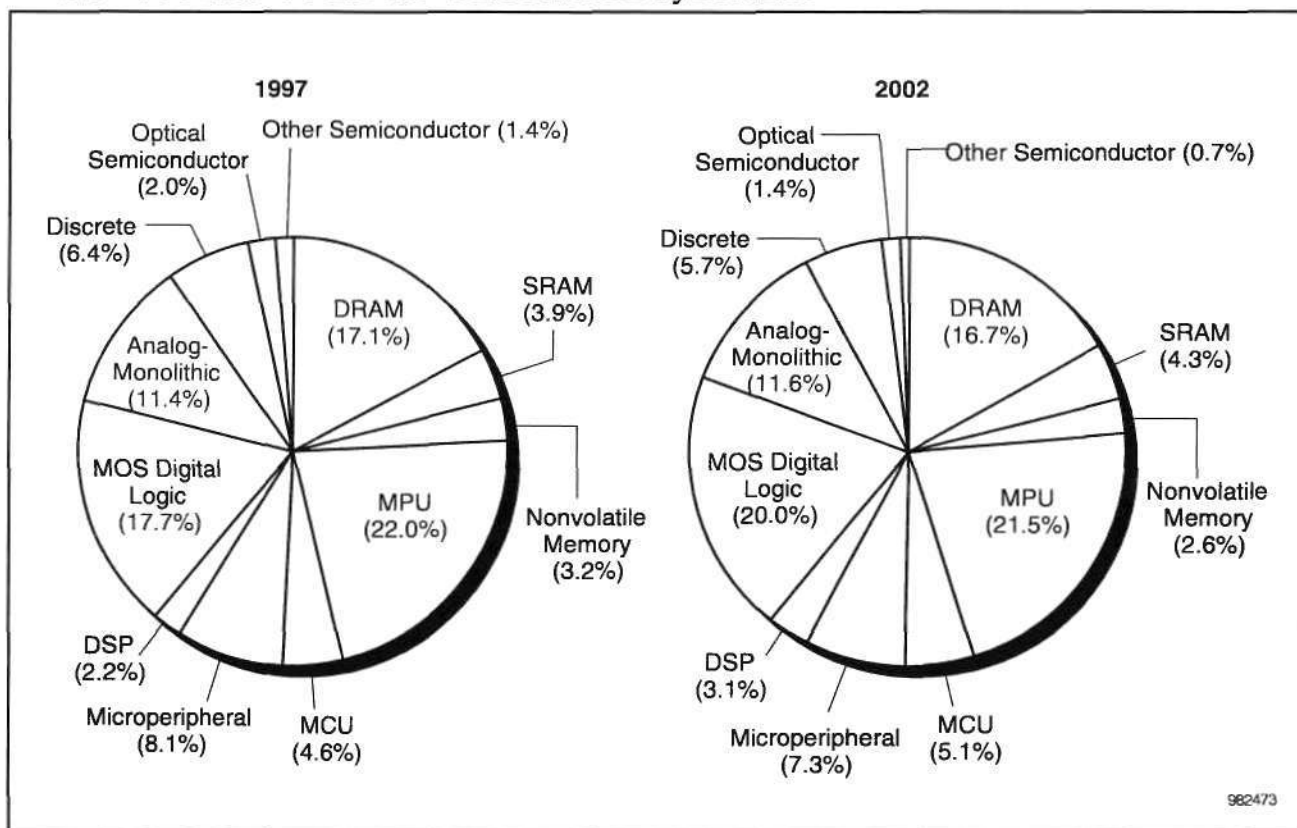 1997
Other Semiconductor (1.4%)
Optical
Semiconductor
(2.0%)
Discrete
(6.4%)
DRAM
(17.1%)
SRAM
(3.9%)
Analog-
Monolithic
(11.4%)
MOS Digital
Logic
(17.7%)
MPU
(22.0%)
Nonvolatile
Memory
(3.2%)
DSP
(2.2%)
Microperipheral
(8.1%)
MCU
(4.6%)
2002
Optical
Semiconductor
(1.4%)
Other Semiconductor (0.7%)
Discrete
(5.7%)
DRAM
(16.7%)
SRAM
(4.3%)
Analog-
Monolithic
(11.6%)
MOS Digital
Logic
(20.0%)
MPU
(21.5%)
Nonvolatile
Memory
(2.6%)
DSP
(3.1%)
Microperipheral
(7.3%)
MCU
(5.1%)
982473